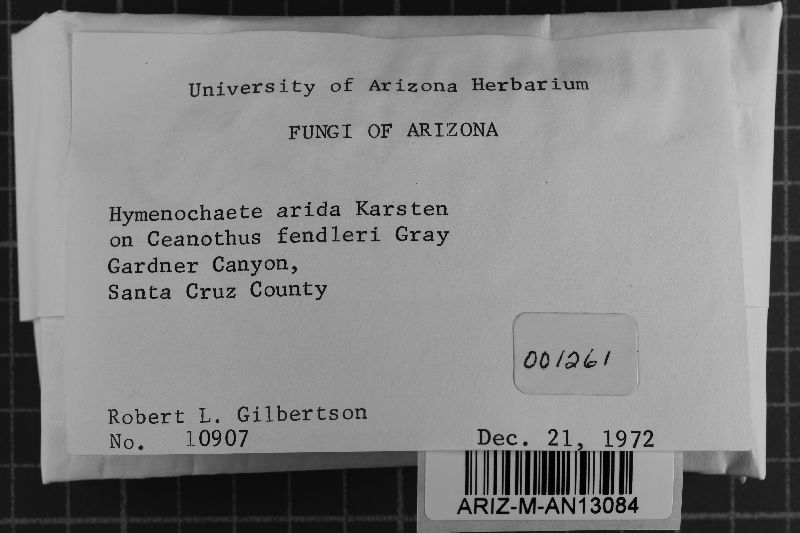 University of Arizona Herbarium
FUNGI OF ARIZONA
Hymenochaete arida Karsten
on Ceanothus fendleri Gray
Gardner Canyon,
Santa Cruz County
001261
Robert L. Gilbertson
No. 10907
Dec. 21, 1972
ARIZ-M-AN13084